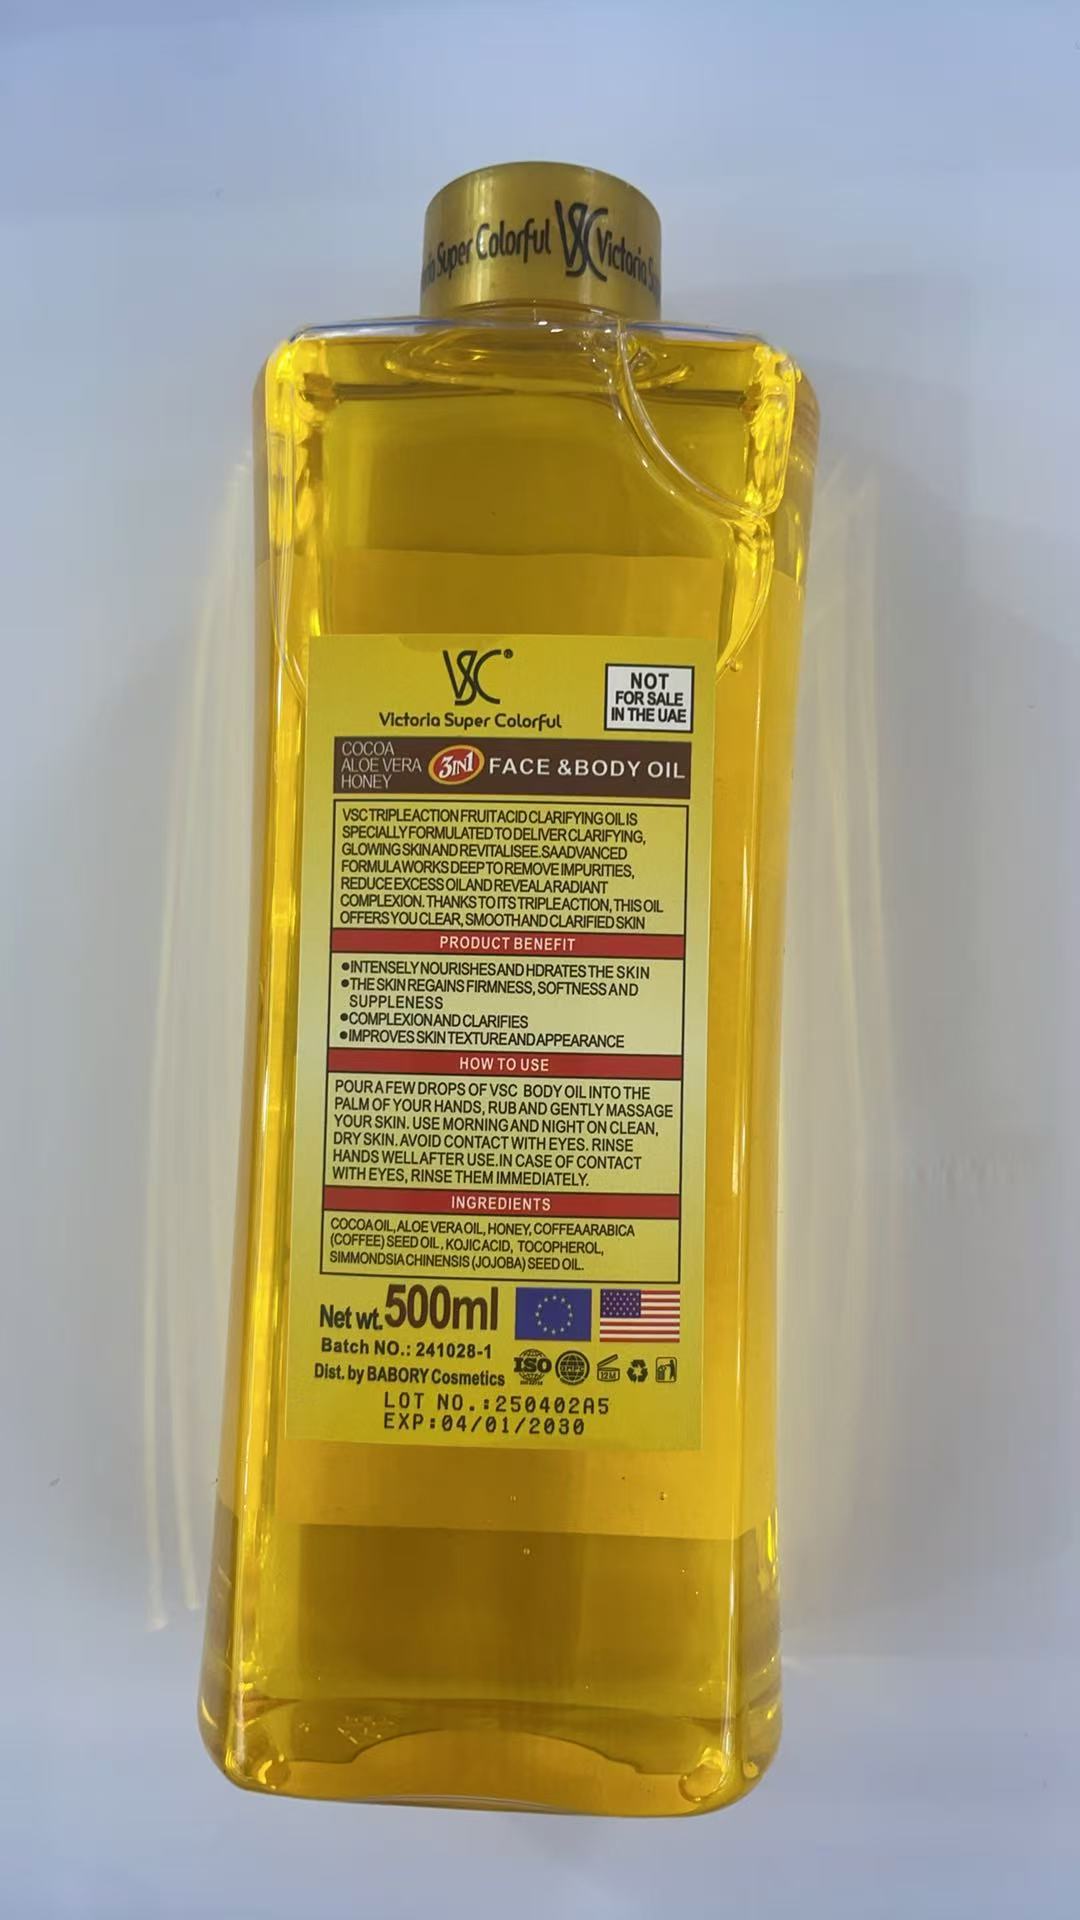 Super Colorful VSC Victoria
VSC®
Victoria Super Colorful
NOT
FOR SALE
IN THE UAE
COCOA
ALOE VERA
HONEY
3IN1
FACE &BODY OIL
VSC TRIPLE ACTION FRUIT ACID CLARIFYING OIL IS
SPECIALLY FORMULATED TO DELIVER CLARIFYING,
GLOWING SKIN AND REVITALISEE.SAADVANCED
FORMULA WORKS DEEP TO REMOVE IMPURITIES,
REDUCE EXCESS OIL AND REVEAL A RADIANT
COMPLEXION. THANKS TO ITS TRIPLE ACTION, THIS OIL
OFFERS YOU CLEAR, SMOOTH AND CLARIFIED SKIN
PRODUCT BENEFIT
●INTENSELY NOURISHES AND HDRATES THE SKIN
●THE SKIN REGAINS FIRMNESS, SOFTNESS AND
SUPPLENESS
●COMPLEXION AND CLARIFIES
●IMPROVES SKIN TEXTURE AND APPEARANCE
HOW TO USE
POUR A FEW DROPS OF VSC BODY OIL INTO THE
PALM OF YOUR HANDS, RUB AND GENTLY MASSAGE
YOUR SKIN. USE MORNING AND NIGHT ON CLEAN,
DRY SKIN. AVOID CONTACT WITH EYES. RINSE
HANDS WELL AFTER USE.IN CASE OF CONTACT
WITH EYES, RINSE THEM IMMEDIATELY.
INGREDIENTS
COCOA OIL, ALOE VERA OIL, HONEY, COFFEA ARABICA
(COFFEE) SEED OIL, KOJIC ACID, TOCOPHEROL,
SIMMONDSIA CHINENSIS (JOJOBA) SEED OIL.
Net wt.500ml
Batch NO.: 241028-1
Dist. by BABORY Cosmetics
ISO
GMPC
12M
LOT NO.:250402A5
EXP:04/01/2030